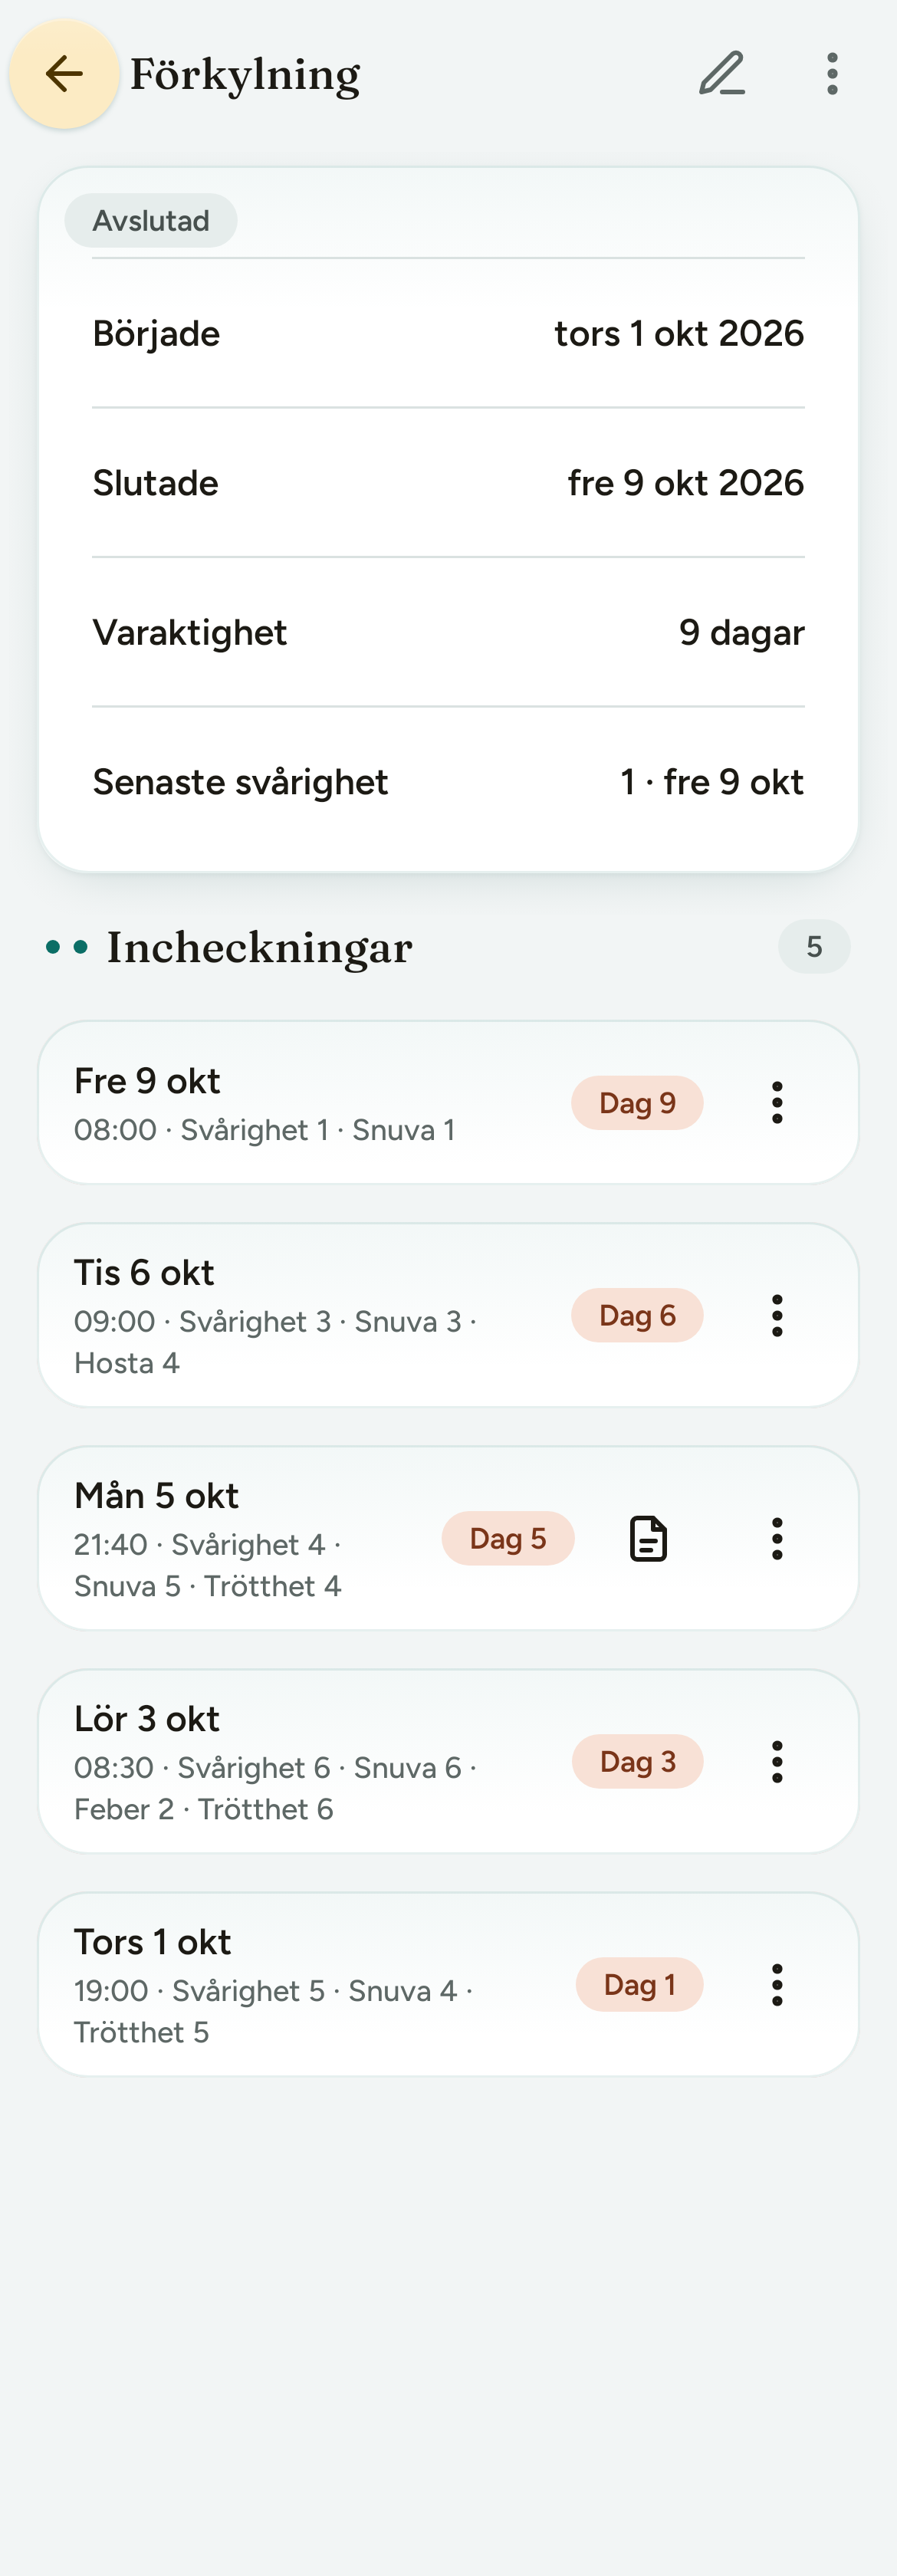 Förkylning
Avslutad
Började tors 1 okt 2026
Slutade fre 9 okt 2026
Varaktighet 9 dagar
Senaste svårighet 1 · fre 9 okt
Incheckningar 5
Fre 9 okt
08:00 · Svårighet 1 · Snuva 1
Dag 9
Tis 6 okt
09:00 · Svårighet 3 · Snuva 3 ·
Hosta 4
Dag 6
Mån 5 okt
21:40 · Svårighet 4 ·
Snuva 5 · Trötthet 4
Dag 5
Lör 3 okt
08:30 · Svårighet 6 · Snuva 6 ·
Feber 2 · Trötthet 6
Dag 3
Tors 1 okt
19:00 · Svårighet 5 · Snuva 4 ·
Trötthet 5
Dag 1